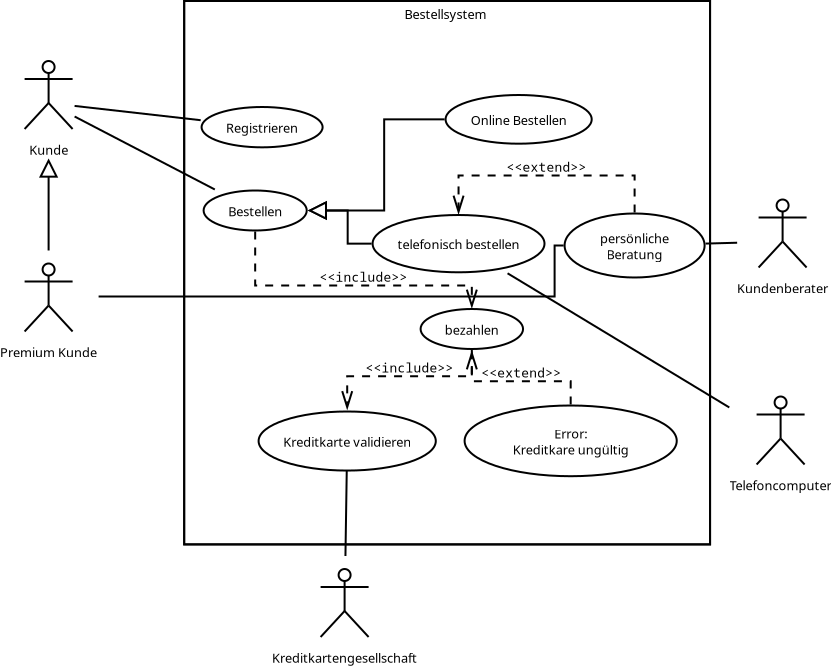 Bestellsystem
Kunde
Registrieren
Online Bestellen
<<extend>>
Bestellen
telefonisch bestellen
persönliche
Beratung
Kundenberater
<<include>>
bezahlen
Premium Kunde
<<include>>
<<extend>>
Kreditkarte validieren
Error:
Kreditkare ungültig
Telefoncomputer
Kreditkartengesellschaft